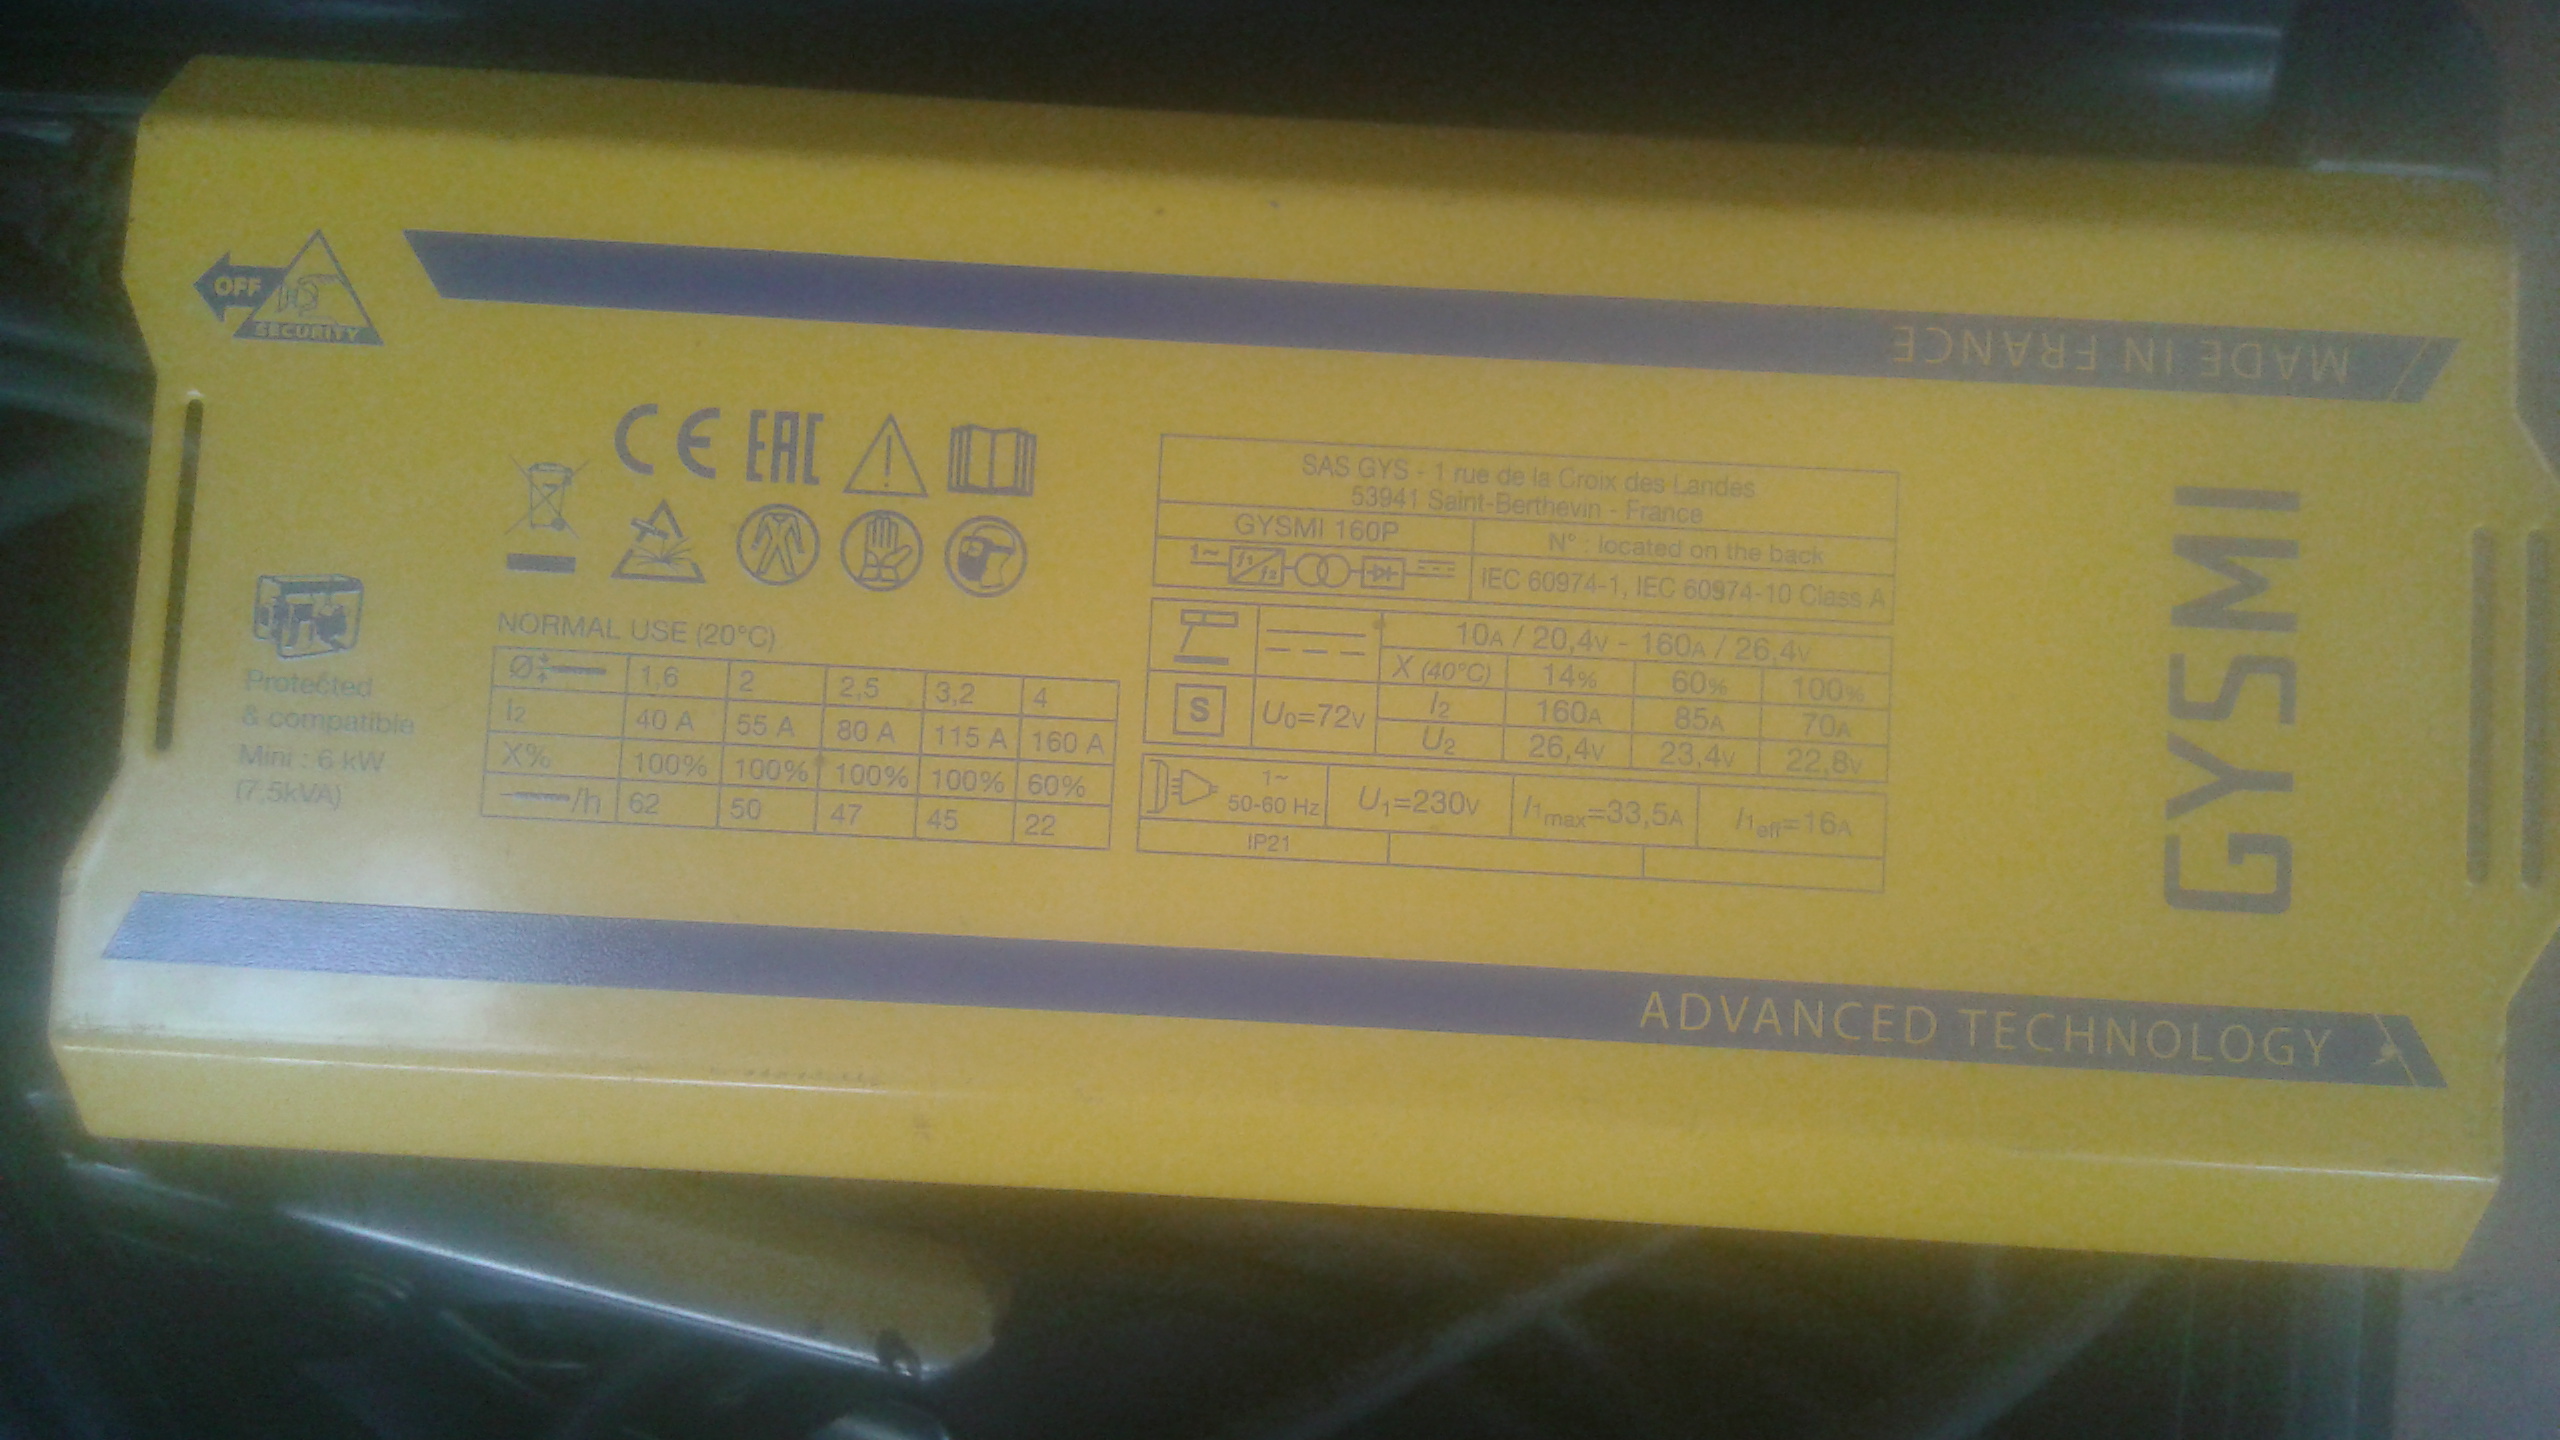 OFF
SECURITY
MADE IN FRANCE
CE EAC
SAS GYS - 1 rue de la Croix des Landes
53941 Saint-Berthevin - France
GYSMI 160P
N° : located on the back
1~ f1/f2
IEC 60974-1, IEC 60974-10 Class A
10A / 20,4V - 160A / 26,4V
X (40°C) 14% 60% 100%
S U0=72V I2 160A 85A 70A
U2 26,4V 23,4V 22,8V
1~
50-60 Hz U1=230V I1max=33,5A I1eff=16A
IP21
NORMAL USE (20°C)
Ø 1,6 2 2,5 3,2 4
I2 40 A 55 A 80 A 115 A 160 A
X% 100% 100% 100% 100% 60%
/h 62 50 47 45 22
Protected
& compatible
Mini : 6 kW
(7,5kVA)
GYSMI
ADVANCED TECHNOLOGY